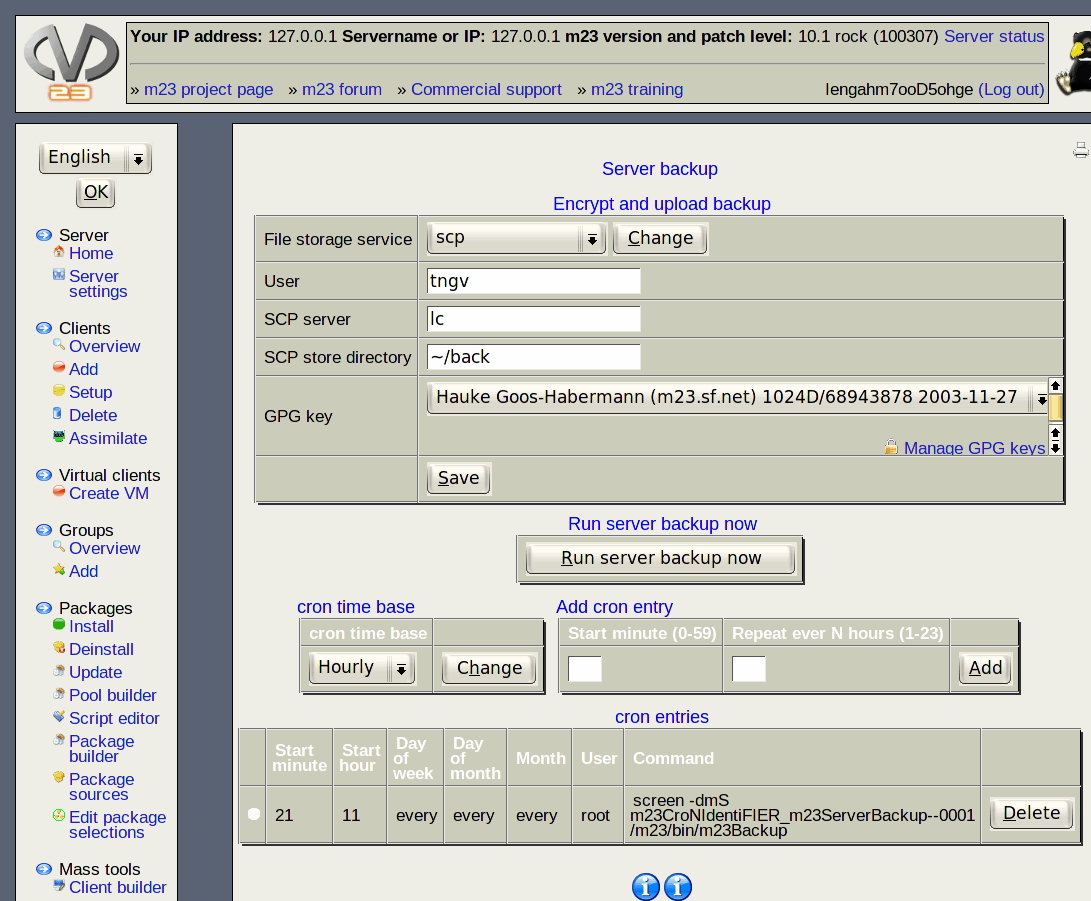 Your IP address: 127.0.0.1 Servername or IP: 127.0.0.1 m23 version and patch level: 10.1 rock (100307) Server status
» m23 project page » m23 forum » Commercial support » m23 training Iengahm7ooD5ohge (Log out)
23
English
OK
Server
Home
Server
settings
Clients
Overview
Add
Setup
Delete
Assimilate
Virtual clients
Create VM
Groups
Overview
Add
Packages
Install
Deinstall
Update
Pool builder
Script editor
Package
builder
Package
sources
Edit package
selections
Mass tools
Client builder
Server backup
Encrypt and upload backup
File storage service scp Change
User tngv
SCP server lc
SCP store directory ~/back
GPG key Hauke Goos-Habermann (m23.sf.net) 1024D/68943878 2003-11-27
Manage GPG keys
Save
Run server backup now
Run server backup now
cron time base
cron time base
Hourly Change
Add cron entry
Start minute (0-59) Repeat ever N hours (1-23)
Add
cron entries
Start minute Start hour Day of week Day of month Month User Command
21 11 every every every root screen -dmS
m23CroNIdentiFIER_m23ServerBackup--0001
/m23/bin/m23Backup
Delete